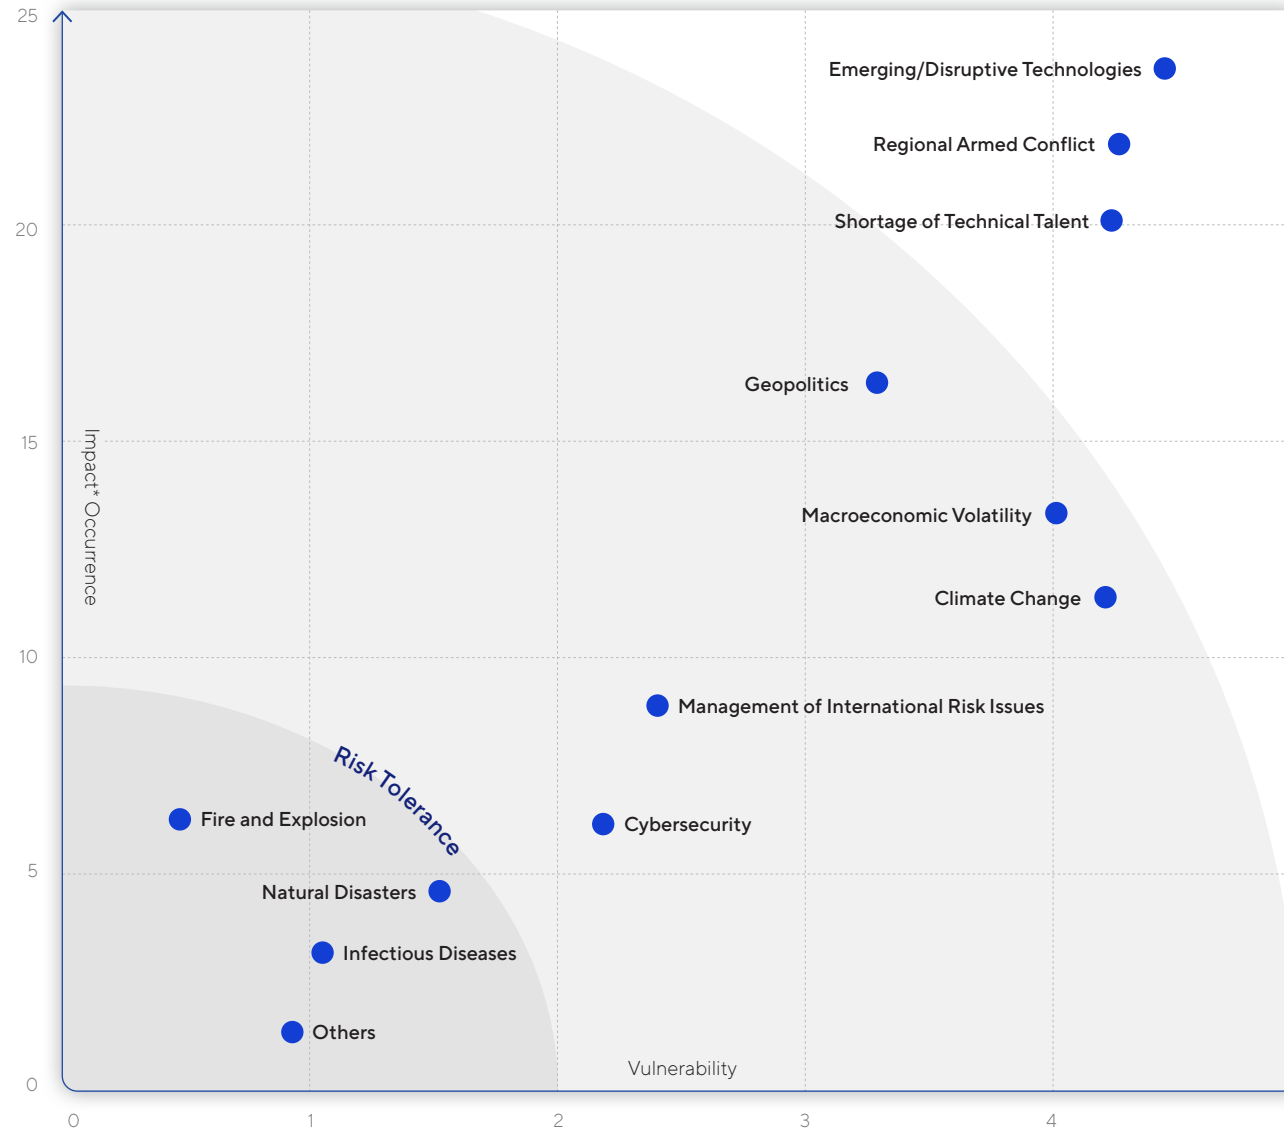 25
Emerging/Disruptive Technologies
Regional Armed Conflict
20
Shortage of Technical Talent
Geopolitics
15
Impact* Occurrence
Macroeconomic Volatility
Climate Change
10
Management of International Risk Issues
Risk Tolerance
Fire and Explosion
Cybersecurity
5
Natural Disasters
Infectious Diseases
Others
Vulnerability
0
0 1 2 3 4